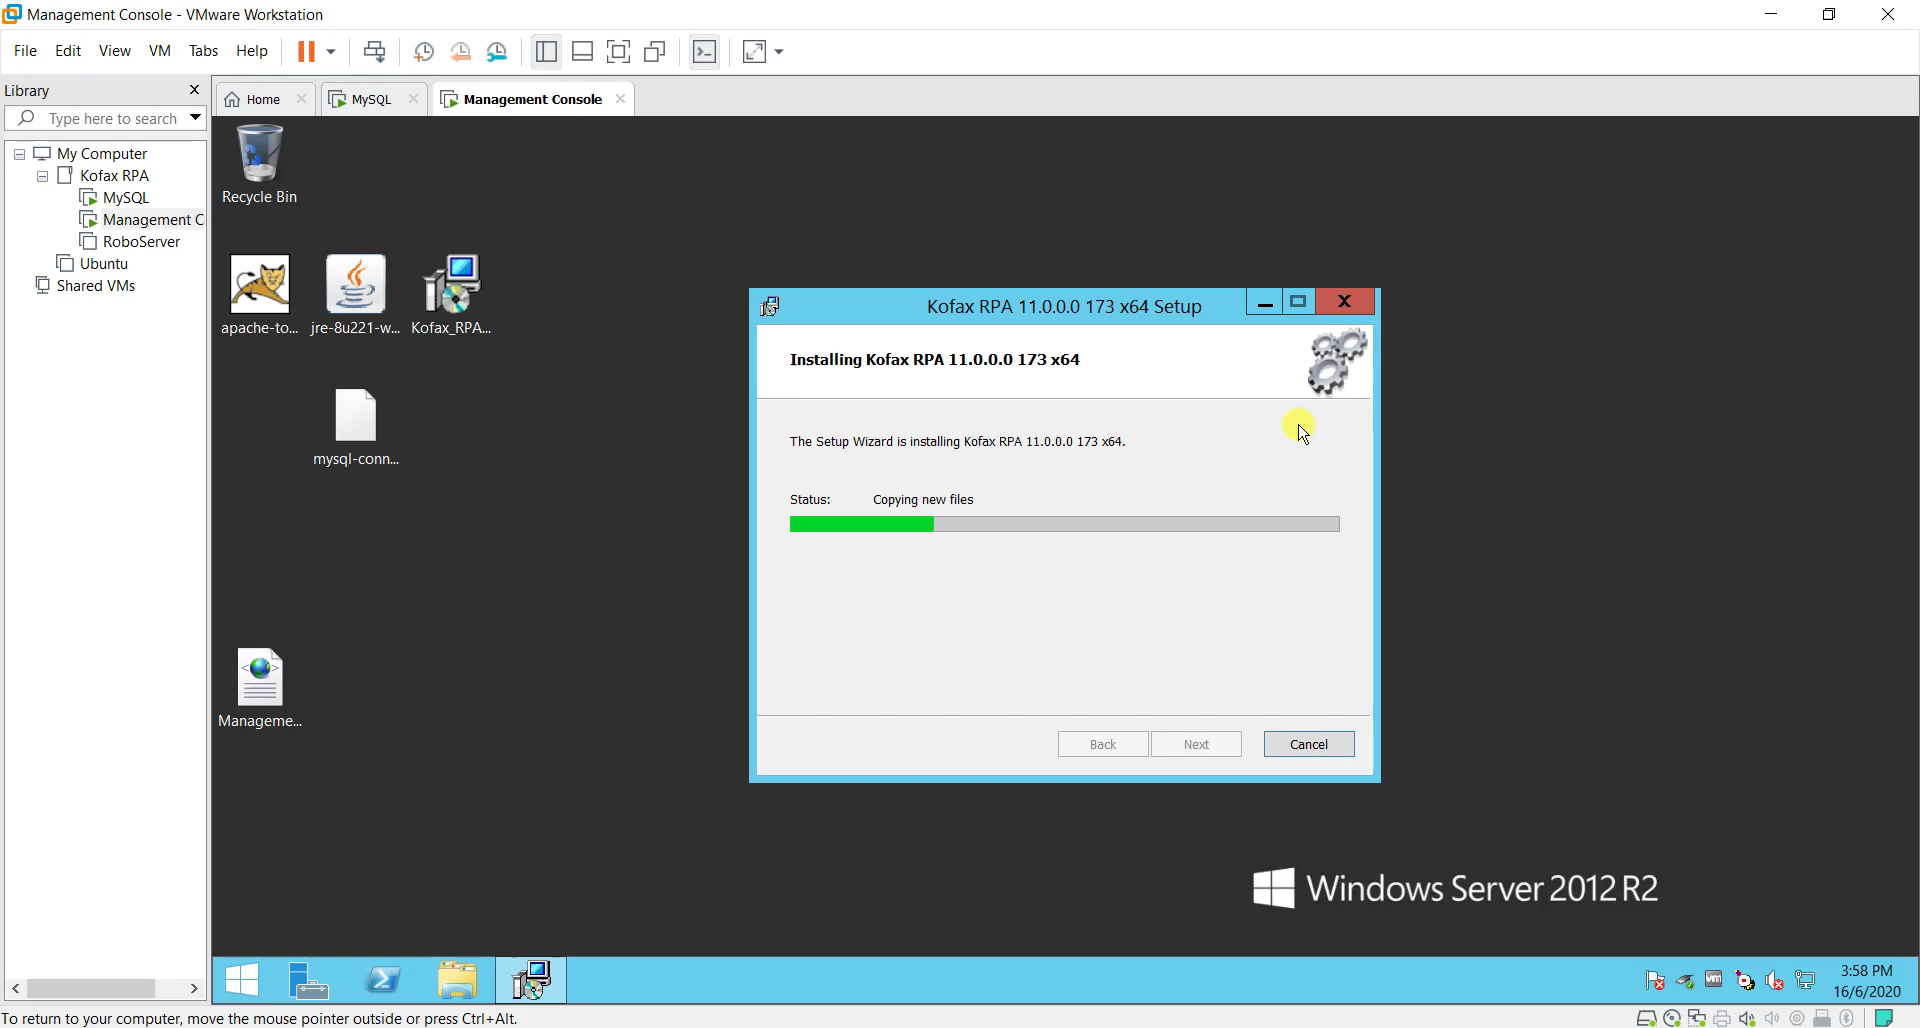 Management Console - VMware Workstation
File Edit View VM Tabs Help
Library
Type here to search
Home
MySQL
Management Console
My Computer
Kofax RPA
MySQL
Management C
RoboServer
Ubuntu
Shared VMs
Recycle Bin
apache-to... jre-8u221-w... Kofax_RPA...
mysql-conn...
Manageme...
Kofax RPA 11.0.0.0 173 x64 Setup
Installing Kofax RPA 11.0.0.0 173 x64
The Setup Wizard is installing Kofax RPA 11.0.0.0 173 x64.
Status: Copying new files
Back Next Cancel
Windows Server 2012 R2
3:58 PM
16/6/2020
To return to your computer, move the mouse pointer outside or press Ctrl+Alt.